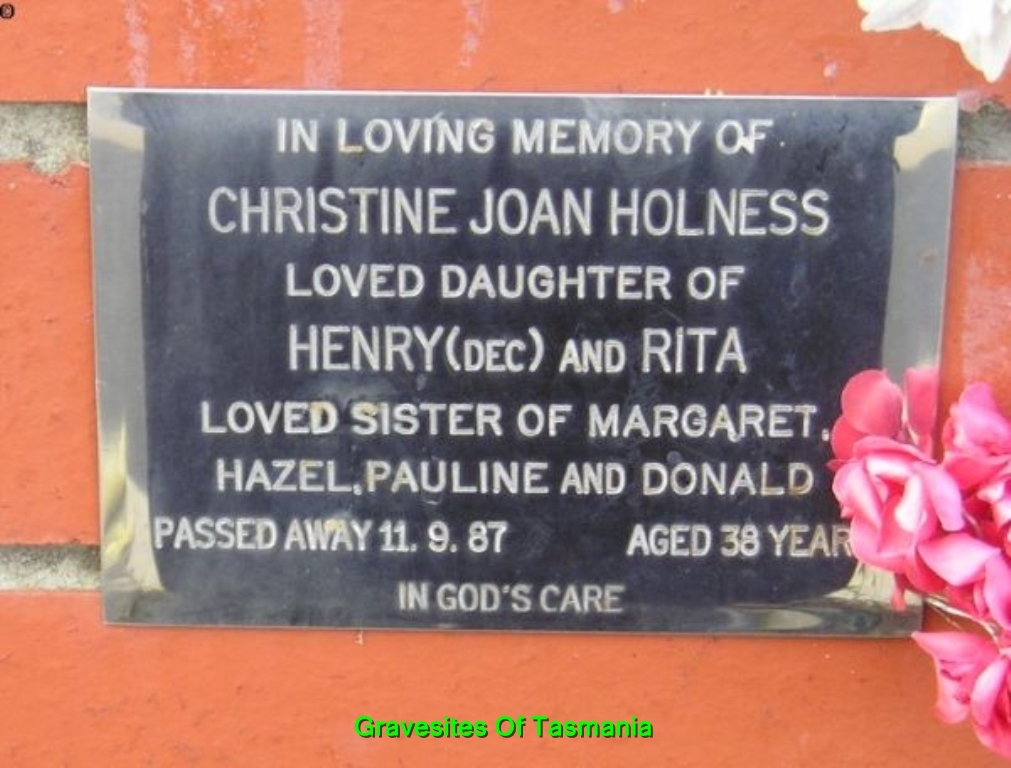 IN LOVING MEMORY OF
CHRISTINE JOAN HOLNESS
LOVED DAUGHTER OF
HENRY(DEC) AND RITA
LOVED SISTER OF MARGARET,
HAZEL, PAULINE AND DONALD
PASSED AWAY 11. 9. 87 AGED 38 YEAR
IN GOD'S CARE
Gravesites Of Tasmania